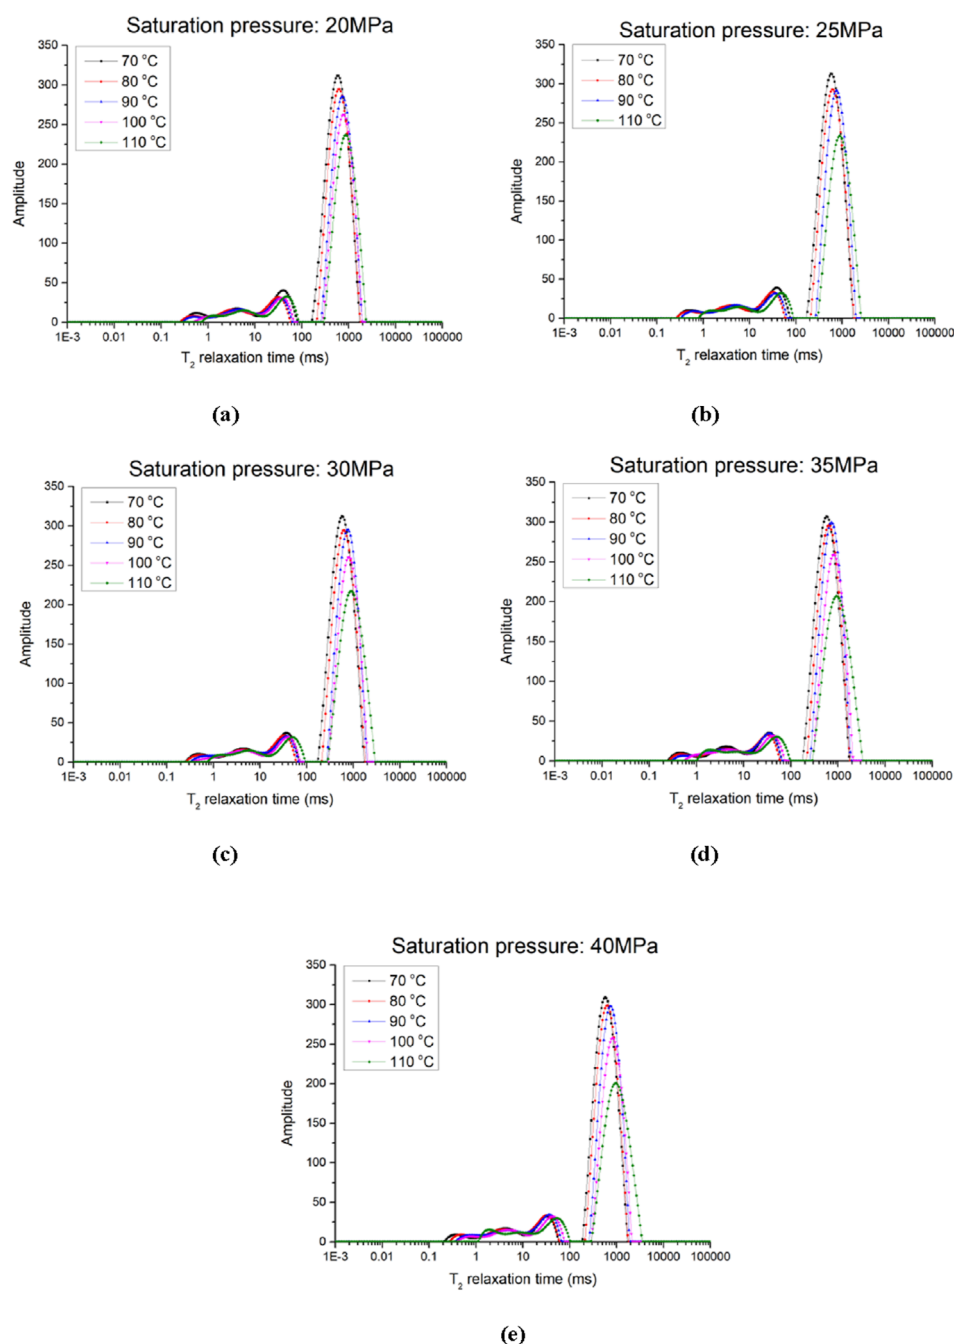 Saturation pressure: 20MPa
350
300
250
200
150
100
50
0
Amplitude
70 °C
80 °C
90 °C
100 °C
110 °C
1E-3 0.01 0.1 1 10 100 1000 10000 100000
T2 relaxation time (ms)
(a)
Saturation pressure: 25MPa
350
300
250
200
150
100
50
0
Amplitude
70 °C
80 °C
90 °C
110 °C
1E-3 0.01 0.1 1 10 100 1000 10000 100000
T2 relaxation time (ms)
(b)
Saturation pressure: 30MPa
350
300
250
200
150
100
50
0
Amplitude
70 °C
80 °C
90 °C
100 °C
110 °C
1E-3 0.01 0.1 1 10 100 1000 10000 100000
T2 relaxation time (ms)
(c)
Saturation pressure: 35MPa
350
300
250
200
150
100
50
0
Amplitude
70 °C
80 °C
90 °C
100 °C
110 °C
1E-3 0.01 0.1 1 10 100 1000 10000 100000
T2 relaxation time (ms)
(d)
Saturation pressure: 40MPa
350
300
250
200
150
100
50
0
Amplitude
70 °C
80 °C
90 °C
100 °C
110 °C
1E-3 0.01 0.1 1 10 100 1000 10000 100000
T2 relaxation time (ms)
(e)